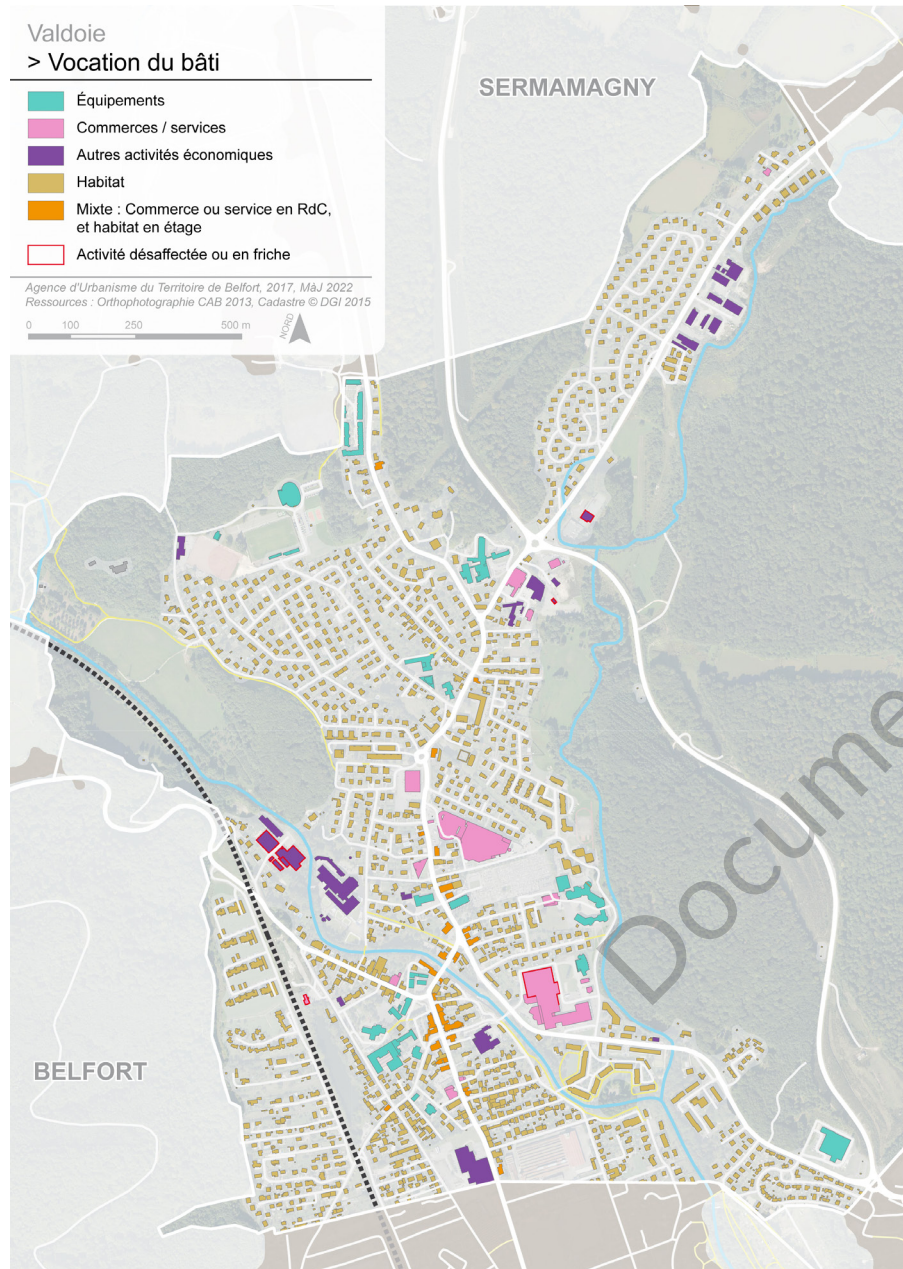 Valdoie
> Vocation du bâti
Équipements
Commerces / services
Autres activités économiques
Habitat
Mixte : Commerce ou service en RdC,
et habitat en étage
Activité désaffectée ou en friche
Agence d'Urbanisme du Territoire de Belfort, 2017, MàJ 2022
Ressources : Orthophotographie CAB 2013, Cadastre © DGI 2015
0 100 250 500 m
NORD
SERMAMAGNY
Docume
BELFORT